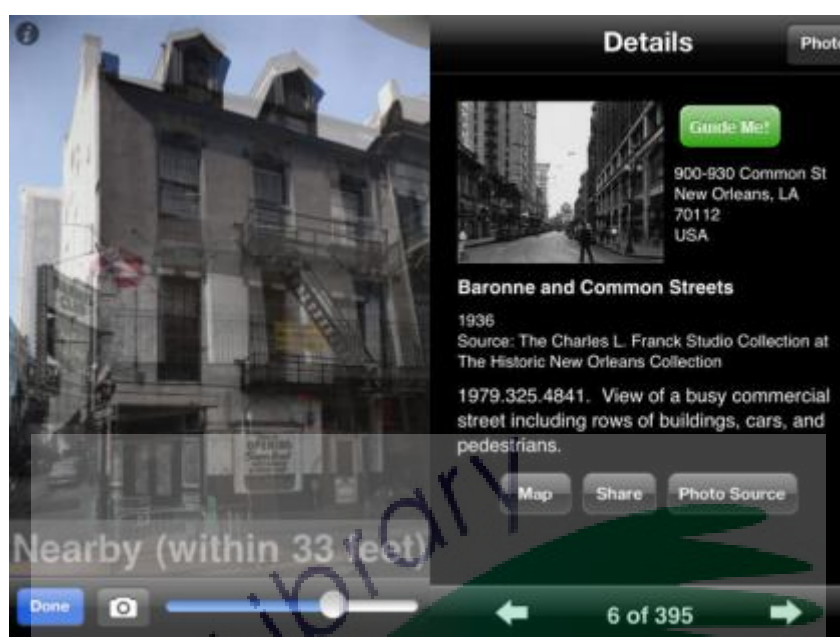 Details
Photo
Guide Me!
900-930 Common St
New Orleans, LA
70112
USA
Baronne and Common Streets
1936
Source: The Charles L. Franck Studio Collection at
The Historic New Orleans Collection
1979.325.4841. View of a busy commercial
street including rows of buildings, cars, and
pedestrians.
Map
Share
Photo Source
6 of 395
OPENING
Nearby (within 33 feet)
Done
Library